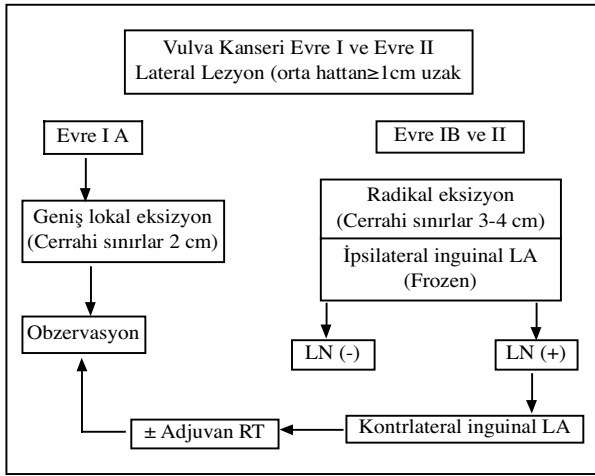 Vulva Kanseri Evre I ve Evre II
Lateral Lezyon (orta hattan≥1cm uzak
Evre I A
Evre IB ve II
Geniş lokal eksizyon
(Cerrahi sınırlar 2 cm)
Radikal eksizyon
(Cerrahi sınırlar 3-4 cm)
İpsilateral inguinal LA
(Frozen)
Obzervasyon
LN (-)
LN (+)
± Adjuvan RT
Kontrlateral inguinal LA